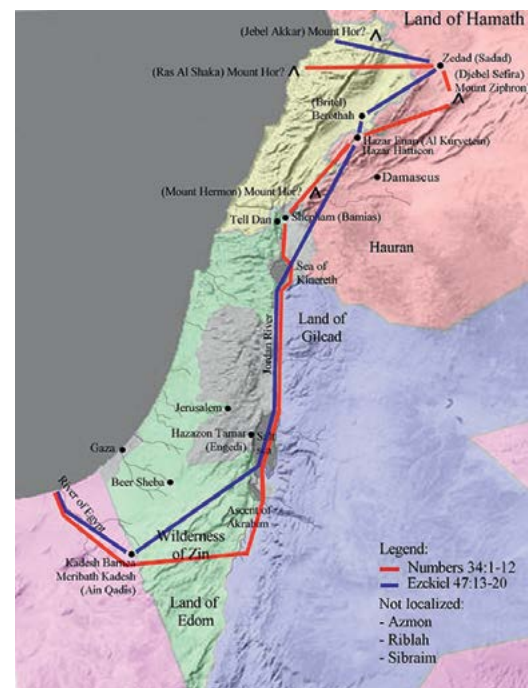 Land of Hamath
(Jebel Akkar) Mount Hor?
Zedad (Sadad)
(Djebel Sefira)
Mount Ziphron
(Ras Al Shaka) Mount Hor?
(Britel)
Berothah
Hazar Enan (Al Kuryetein)
Hazar Hatticon
Damascus
(Mount Hermon) Mount Hor?
Tell Dan
Shepham (Bamias)
Hauran
Sea of
Kinereth
Land of
Gilead
Jordan River
Jerusalem
Hazazon Tamar
(Engedi)
Salt
sea
Gaza
Beer Sheba
River of Egypt
Ascent of
Akrabim
Wilderness
of Zin
Kadesh Barnea
Meribath Kadesh
(Ain Qadis)
Land of
Edom
Legend:
Numbers 34:1-12
Ezekiel 47:13-20
Not localized:
- Azmon
- Riblah
- Sibraim